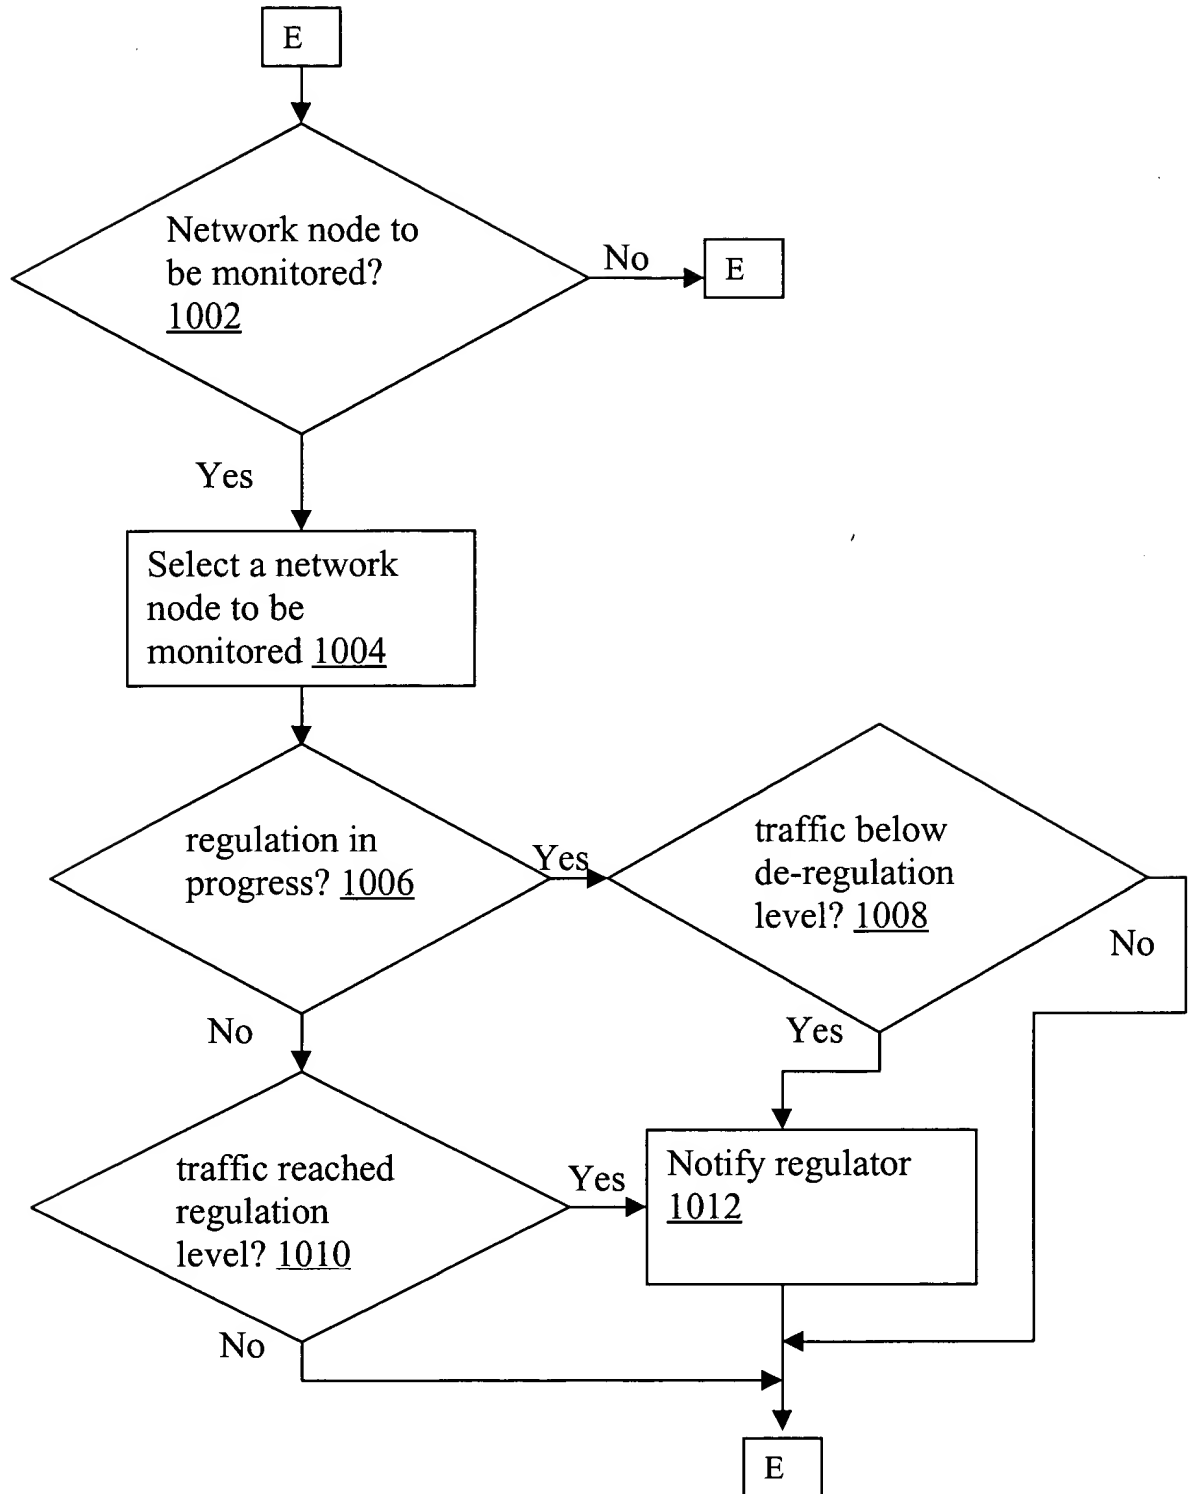 E
Network node to
be monitored?
1002
No
E
Yes
Select a network
node to be
monitored 1004
regulation in
progress? 1006
Yes
traffic below
de-regulation
level? 1008
No
No
Yes
traffic reached
regulation
level? 1010
Yes
Notify regulator
1012
No
E